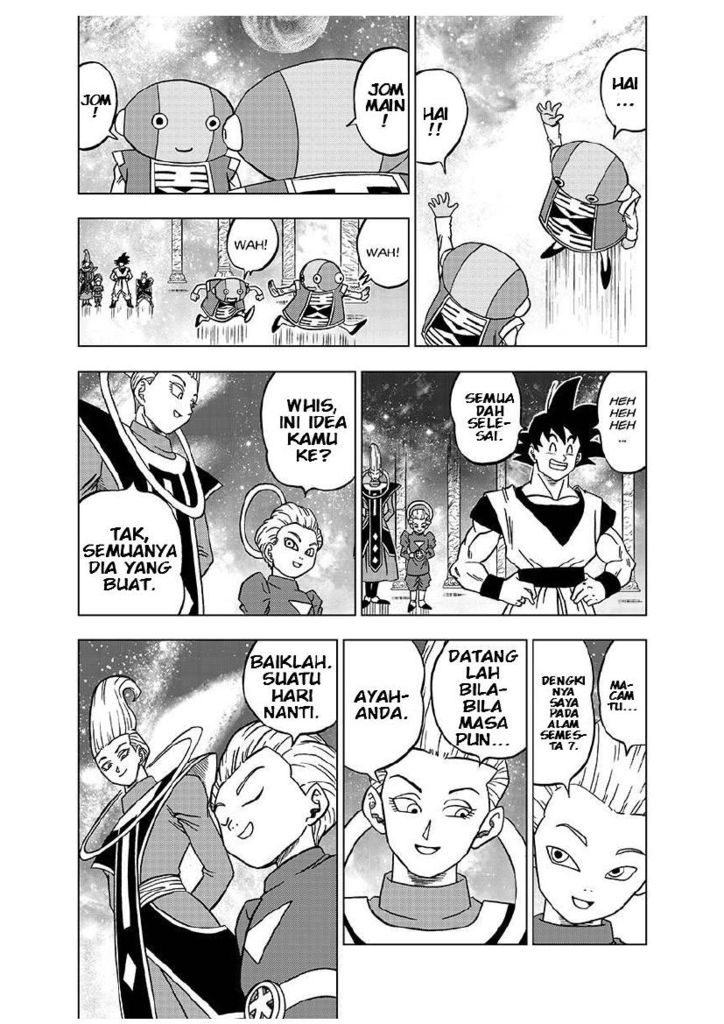 HAI
...
HAI
!!
JOM
MAIN
!
JOM
!
WAH!
WAH!
HEH
HEH
HEH
...
SEMUA
DAH
SELE-
SAI.
WHIS,
INI IDEA
KAMU
KE?
TAK,
SEMUANYA
DIA YANG
BUAT.
MA-
CAM
TU...
DENGKI
NYA
SAYA
PADA
ALAM
SEMES-
TA 7.
DATANG
LAH
BILA-
BILA
MASA
PUN...
AYAH-
ANDA.
BAIKLAH.
SUATU
HARI
NANTI.